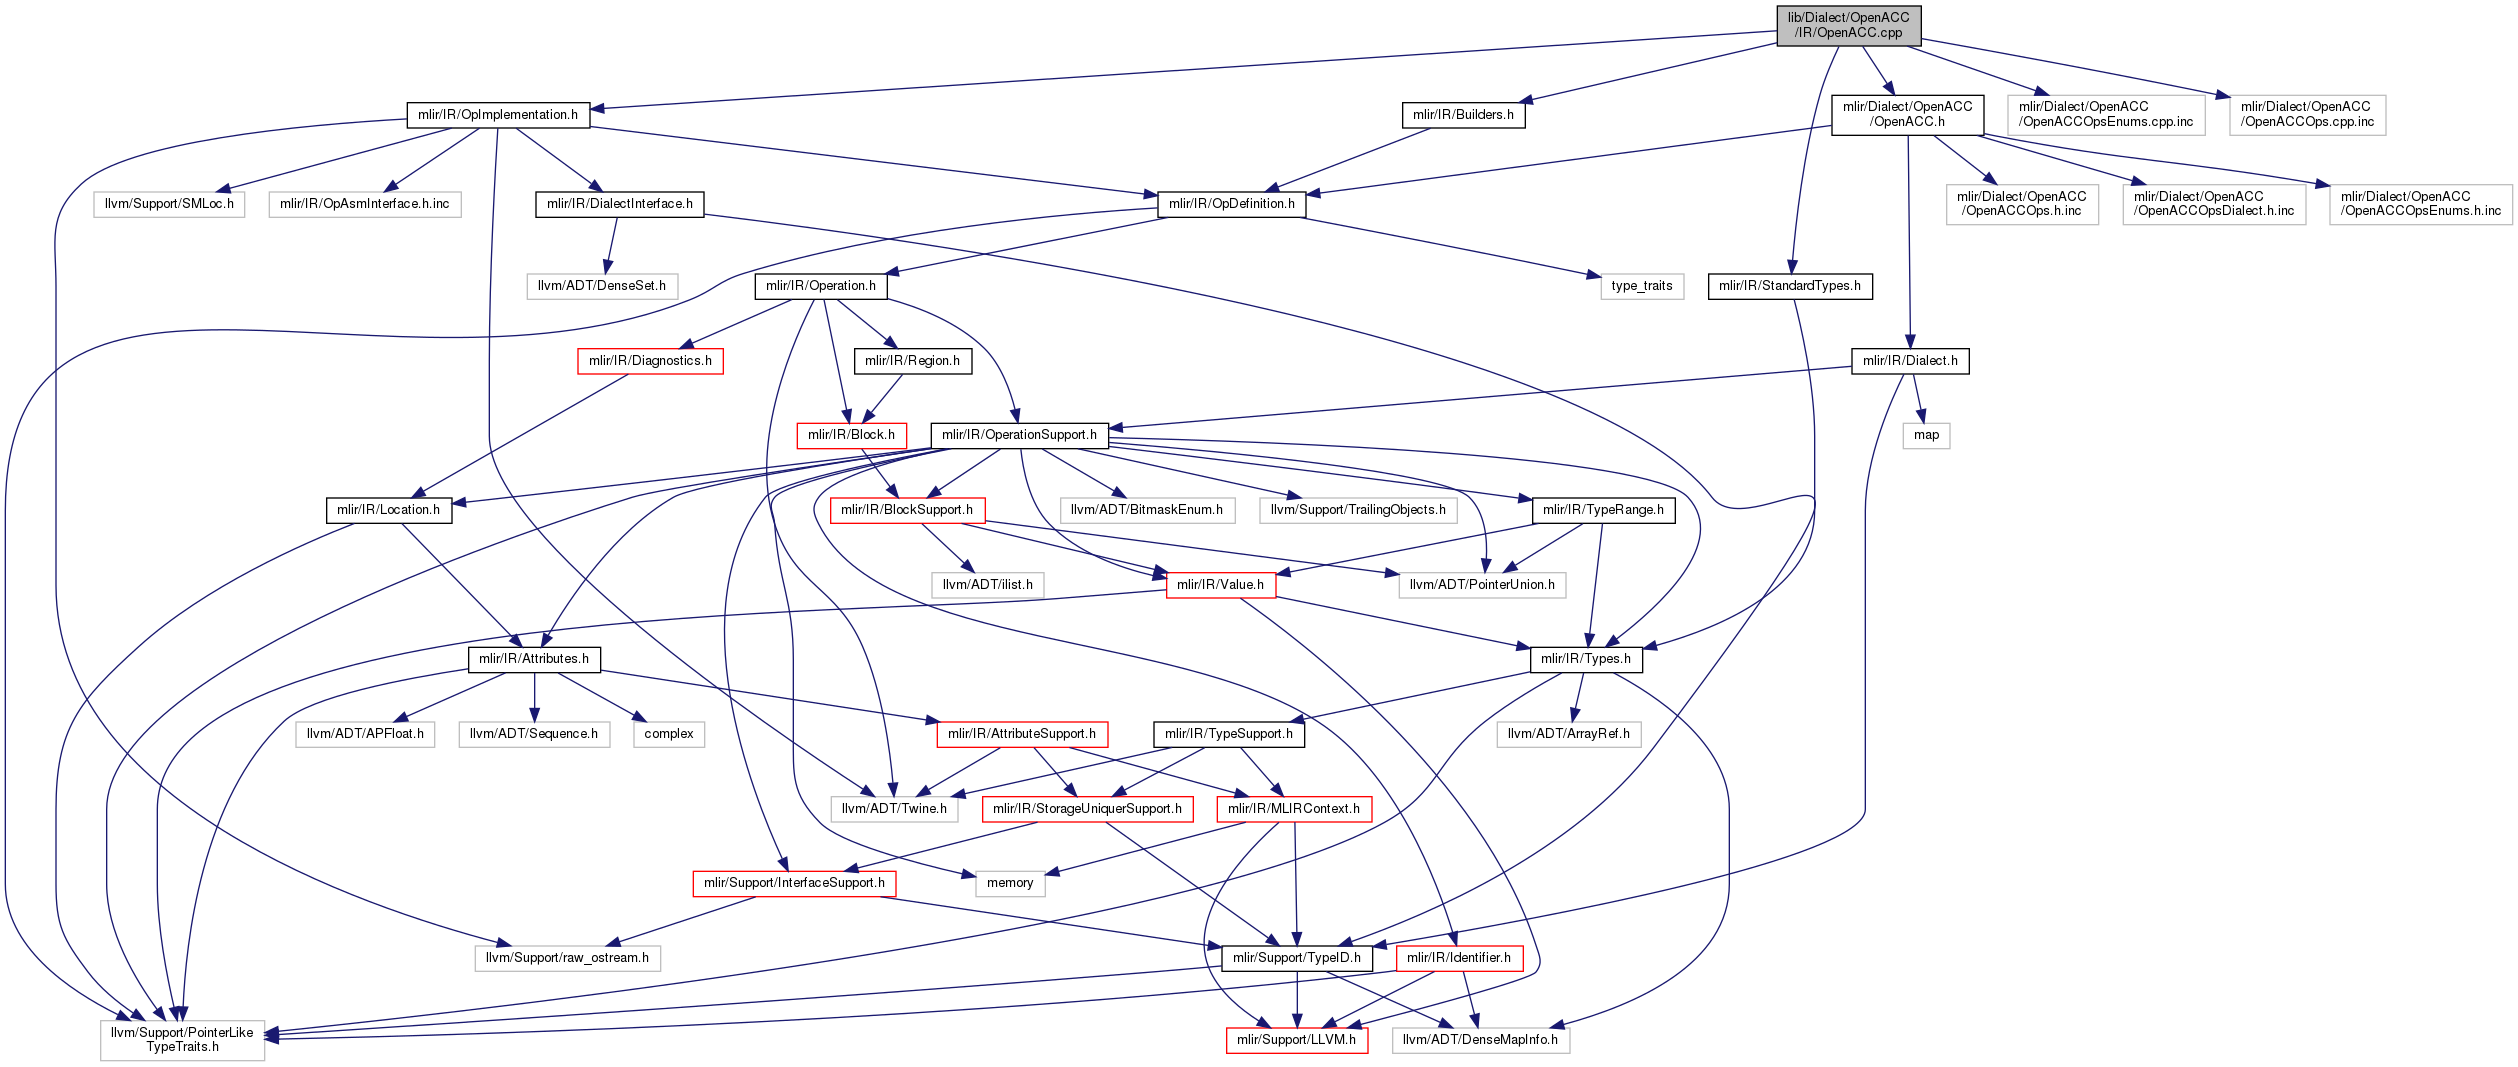 lib/Dialect/OpenACC
/IR/OpenACC.cpp
mlir/IR/OpImplementation.h
mlir/IR/Builders.h
mlir/Dialect/OpenACC
/OpenACC.h
mlir/Dialect/OpenACC
/OpenACCOpsEnums.cpp.inc
mlir/Dialect/OpenACC
/OpenACCOps.cpp.inc
llvm/Support/SMLoc.h
mlir/IR/OpAsmInterface.h.inc
mlir/IR/DialectInterface.h
mlir/IR/OpDefinition.h
mlir/Dialect/OpenACC
/OpenACCOps.h.inc
mlir/Dialect/OpenACC
/OpenACCOpsDialect.h.inc
mlir/Dialect/OpenACC
/OpenACCOpsEnums.h.inc
llvm/ADT/DenseSet.h
mlir/IR/Operation.h
type_traits
mlir/IR/StandardTypes.h
mlir/IR/Diagnostics.h
mlir/IR/Region.h
mlir/IR/Dialect.h
mlir/IR/Block.h
mlir/IR/OperationSupport.h
map
mlir/IR/Location.h
mlir/IR/BlockSupport.h
llvm/ADT/BitmaskEnum.h
llvm/Support/TrailingObjects.h
mlir/IR/TypeRange.h
llvm/ADT/ilist.h
mlir/IR/Value.h
llvm/ADT/PointerUnion.h
mlir/IR/Attributes.h
mlir/IR/Types.h
llvm/ADT/APFloat.h
llvm/ADT/Sequence.h
complex
mlir/IR/AttributeSupport.h
mlir/IR/TypeSupport.h
llvm/ADT/ArrayRef.h
llvm/ADT/Twine.h
mlir/IR/StorageUniquerSupport.h
mlir/IR/MLIRContext.h
mlir/Support/InterfaceSupport.h
memory
llvm/Support/raw_ostream.h
mlir/Support/TypeID.h
mlir/IR/Identifier.h
llvm/Support/PointerLike
TypeTraits.h
mlir/Support/LLVM.h
llvm/ADT/DenseMapInfo.h